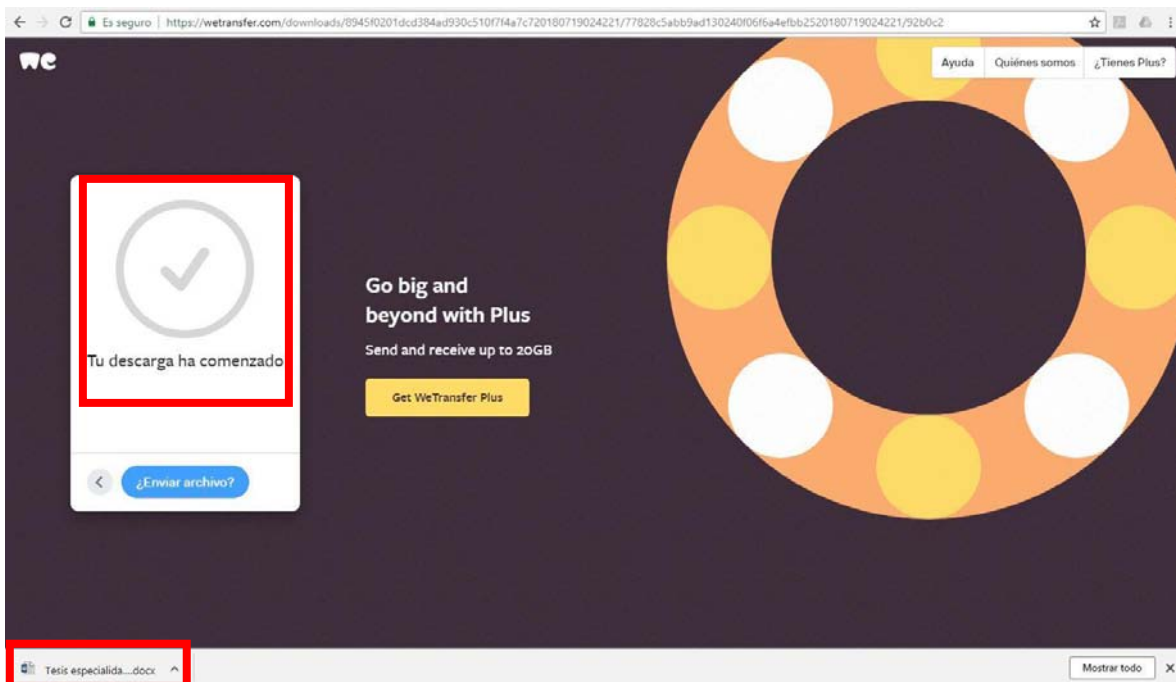 Es seguro | https://wetransfer.com/downloads/8945f0201dcd384ad930c510f7f4a7c720180719024221/77828c5abb9ad130240f06f6a4efbb2520180719024221/92b0c2
we
Ayuda Quiénes somos ¿Tienes Plus?
Tu descarga ha comenzado
Go big and
beyond with Plus
Send and receive up to 20GB
Get WeTransfer Plus
¿Enviar archivo?
Tesis especialida....docx
Mostrar todo